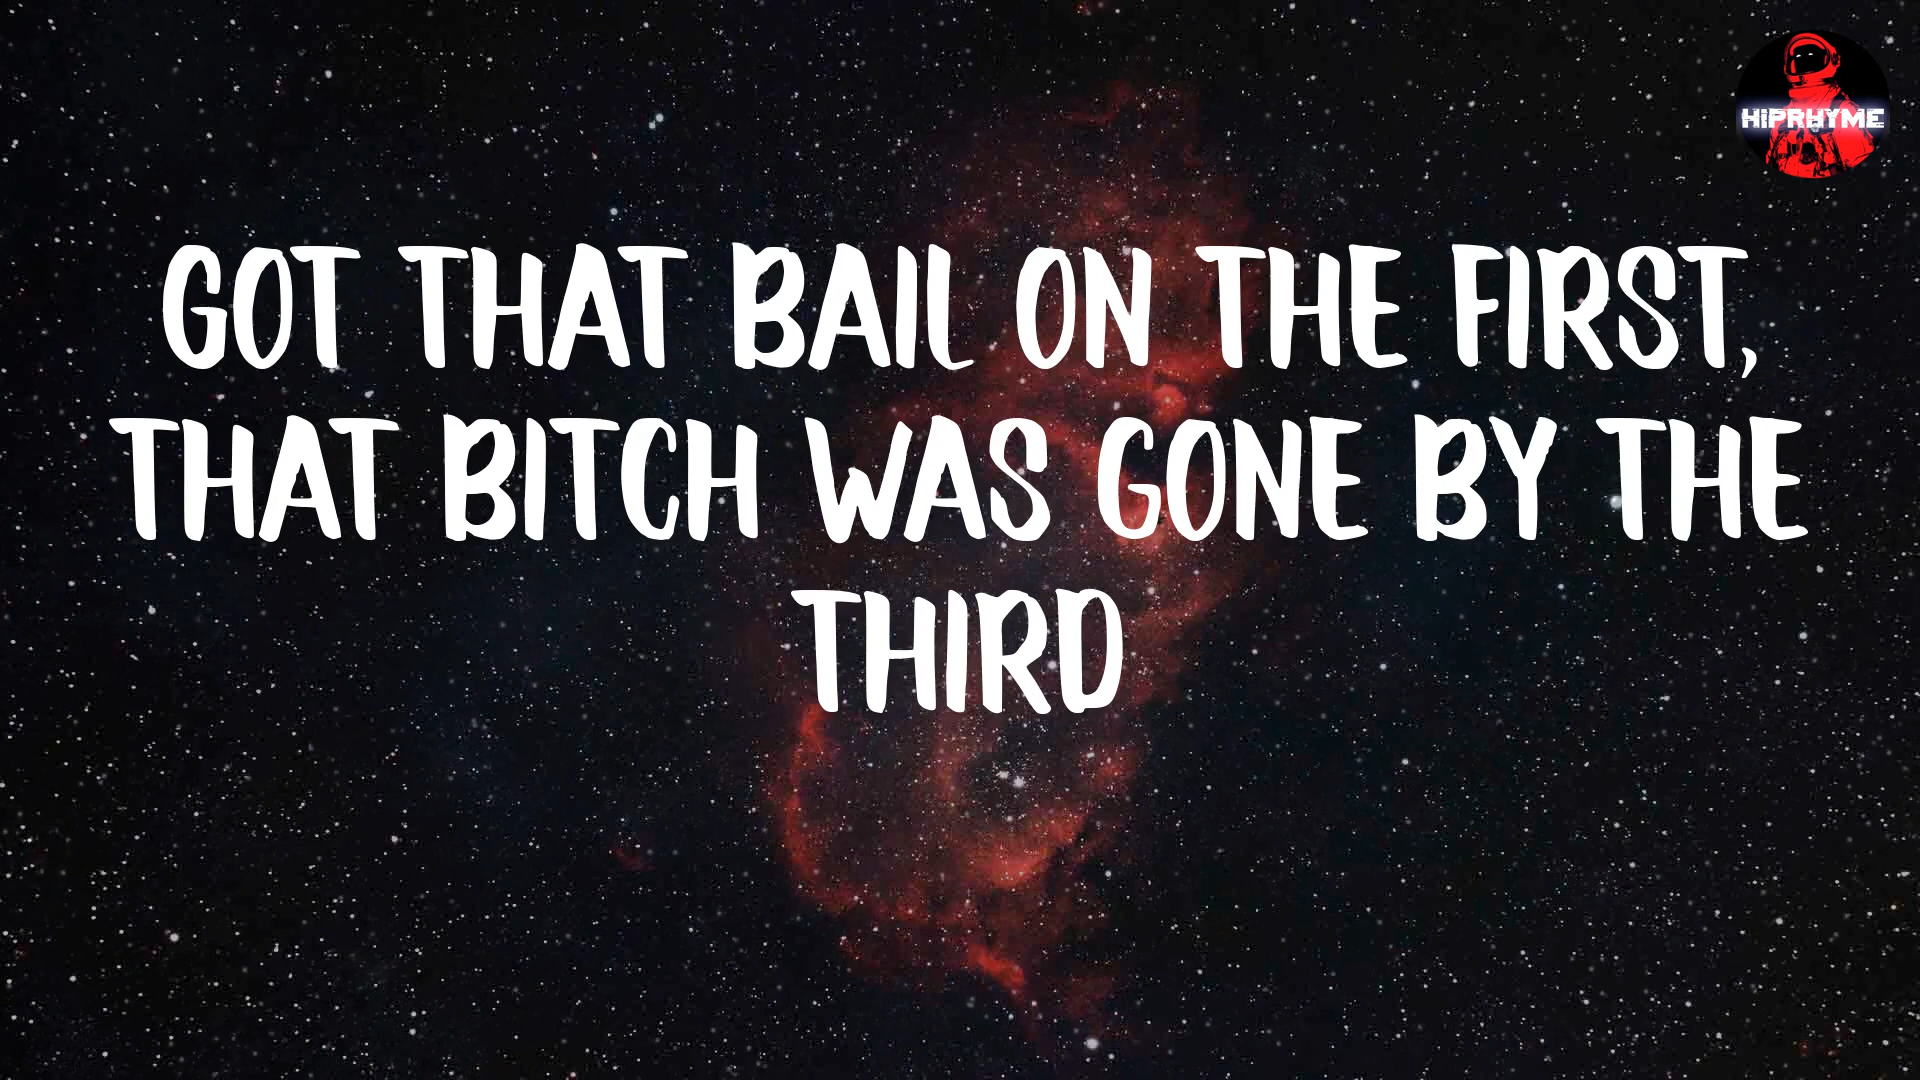 HIPRHYME
GOT THAT BAIL ON THE FIRST,
THAT BITCH WAS GONE BY THE
THIRD